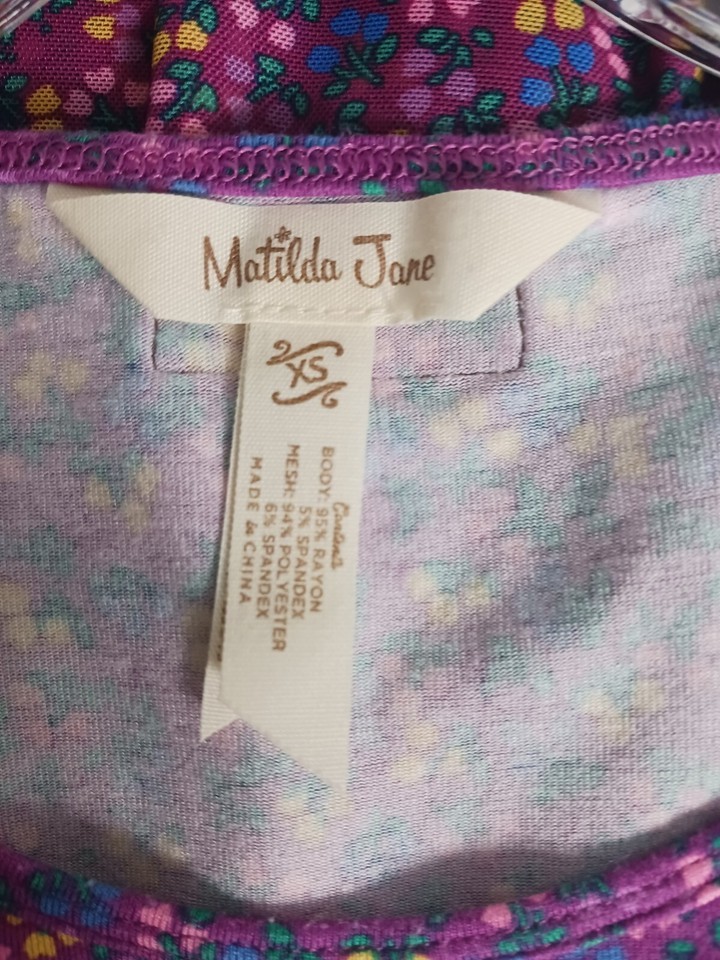 Matilda Jane
XS
Contents
BODY: 95% RAYON
5% SPANDEX
MESH: 94% POLYESTER
6% SPANDEX
MADE in CHINA